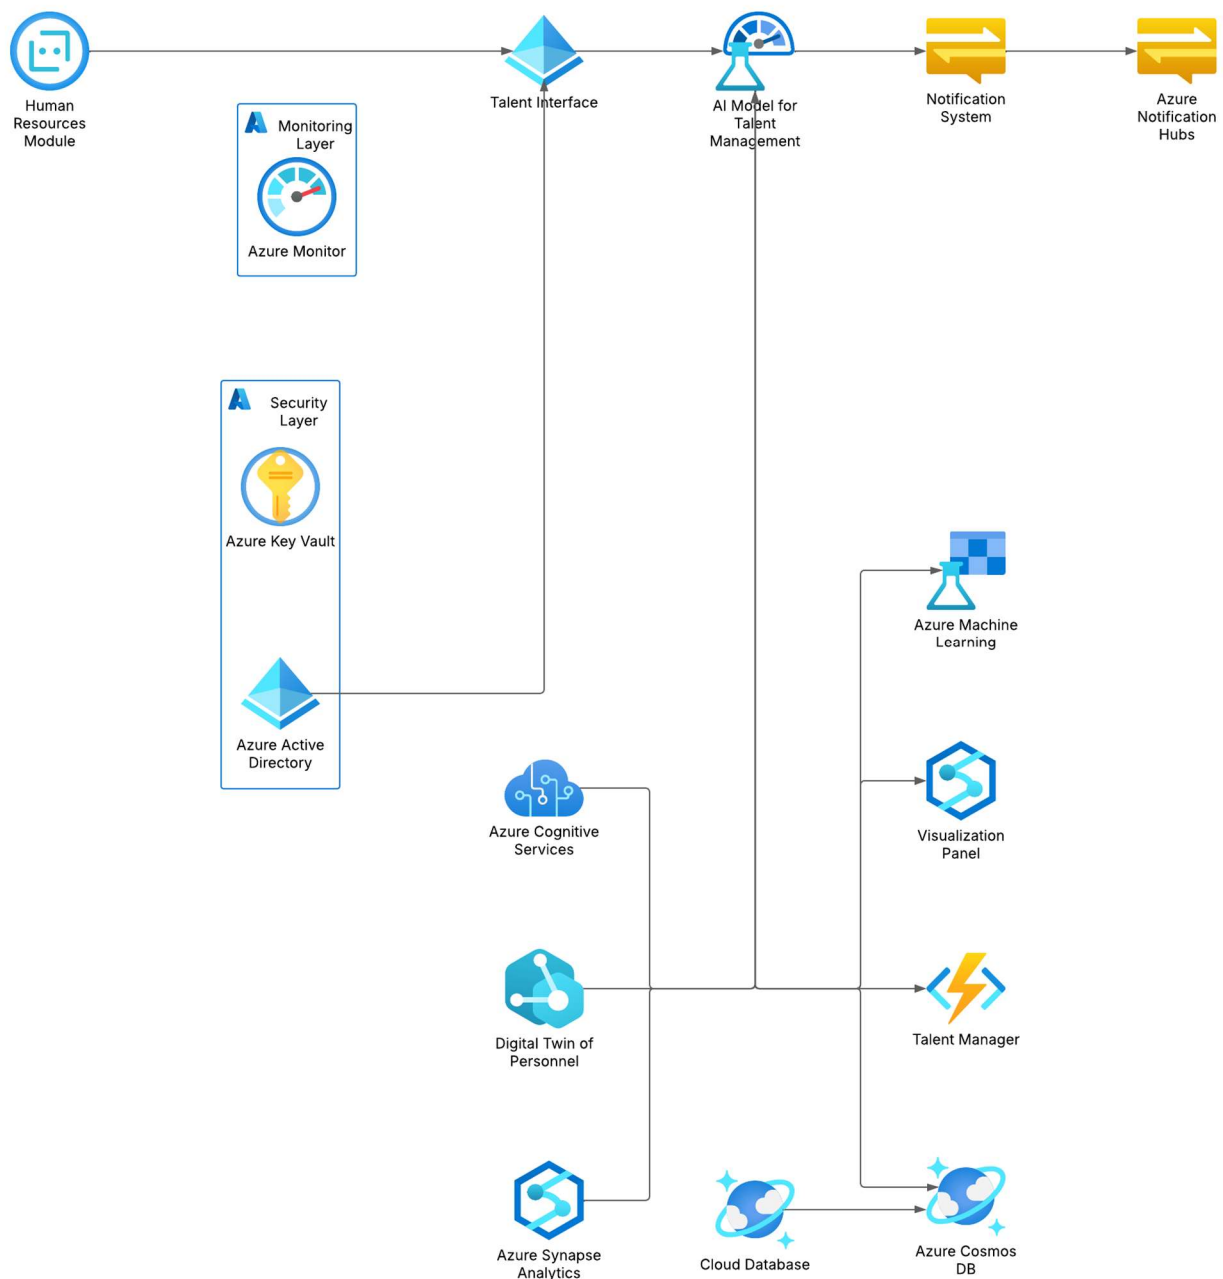 Human
Resources
Module
Talent Interface
AI Model for
Talent
Management
Notification
System
Azure
Notification
Hubs
Monitoring
Layer
Azure Monitor
Security
Layer
Azure Key Vault
Azure Active
Directory
Azure Machine
Learning
Azure Cognitive
Services
Visualization
Panel
Digital Twin of
Personnel
Talent Manager
Azure Synapse
Analytics
Cloud Database
Azure Cosmos
DB